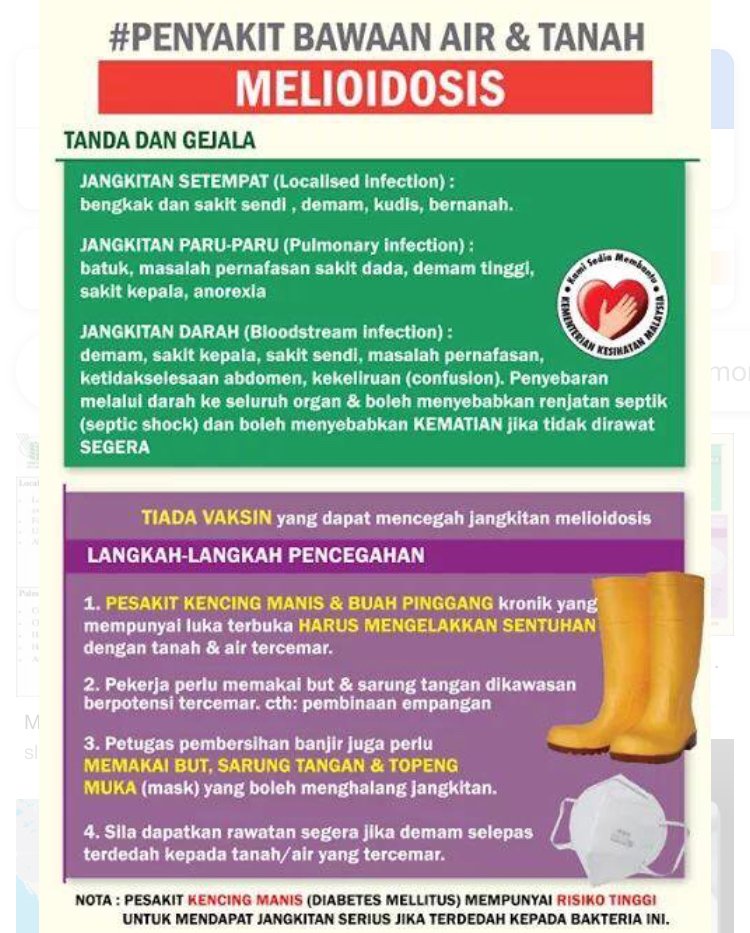 #PENYAKIT BAWAAN AIR & TANAH
MELIOIDOSIS
TANDA DAN GEJALA
JANGKITAN SETEMPAT (Localised infection) :
bengkak dan sakit sendi , demam, kudis, bernanah.
JANGKITAN PARU-PARU (Pulmonary infection) :
batuk, masalah pernafasan sakit dada, demam tinggi,
sakit kepala, anorexia
Kami Sedia Membantu
KEMENTERIAN KESIHATAN MALAYSIA
JANGKITAN DARAH (Bloodstream infection) :
demam, sakit kepala, sakit sendi, masalah pernafasan,
ketidakselesaan abdomen, kekeliruan (confusion). Penyebaran
melalui darah ke seluruh organ & boleh menyebabkan renjatan septik
(septic shock) dan boleh menyebabkan KEMATIAN jika tidak dirawat
SEGERA
TIADA VAKSIN yang dapat mencegah jangkitan melioidosis
LANGKAH-LANGKAH PENCEGAHAN
1. PESAKIT KENCING MANIS & BUAH PINGGANG kronik yang
mempunyai luka terbuka HARUS MENGELAKKAN SENTUHAN
dengan tanah & air tercemar.
2. Pekerja perlu memakai but & sarung tangan dikawasan
berpotensi tercemar. cth: pembinaan empangan
3. Petugas pembersihan banjir juga perlu
MEMAKAI BUT, SARUNG TANGAN & TOPENG
MUKA (mask) yang boleh menghalang jangkitan.
4. Sila dapatkan rawatan segera jika demam selepas
terdedah kepada tanah/air yang tercemar.
NOTA : PESAKIT KENCING MANIS (DIABETES MELLITUS) MEMPUNYAI RISIKO TINGGI
UNTUK MENDAPAT JANGKITAN SERIUS JIKA TERDEDAH KEPADA BAKTERIA INI.